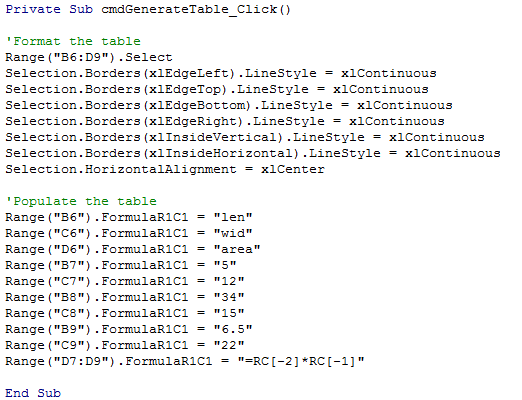 Private Sub cmdGenerateTable_Click()
'Format the table
Range("B6:D9").Select
Selection.Borders(xlEdgeLeft).LineStyle = xlContinuous
Selection.Borders(xlEdgeTop).LineStyle = xlContinuous
Selection.Borders(xlEdgeBottom).LineStyle = xlContinuous
Selection.Borders(xlEdgeRight).LineStyle = xlContinuous
Selection.Borders(xlInsideVertical).LineStyle = xlContinuous
Selection.Borders(xlInsideHorizontal).LineStyle = xlContinuous
Selection.HorizontalAlignment = xlCenter
'Populate the table
Range("B6").FormulaR1C1 = "len"
Range("C6").FormulaR1C1 = "wid"
Range("D6").FormulaR1C1 = "area"
Range("B7").FormulaR1C1 = "5"
Range("C7").FormulaR1C1 = "12"
Range("B8").FormulaR1C1 = "34"
Range("C8").FormulaR1C1 = "15"
Range("B9").FormulaR1C1 = "6.5"
Range("C9").FormulaR1C1 = "22"
Range("D7:D9").FormulaR1C1 = "=RC[-2]*RC[-1]"
End Sub